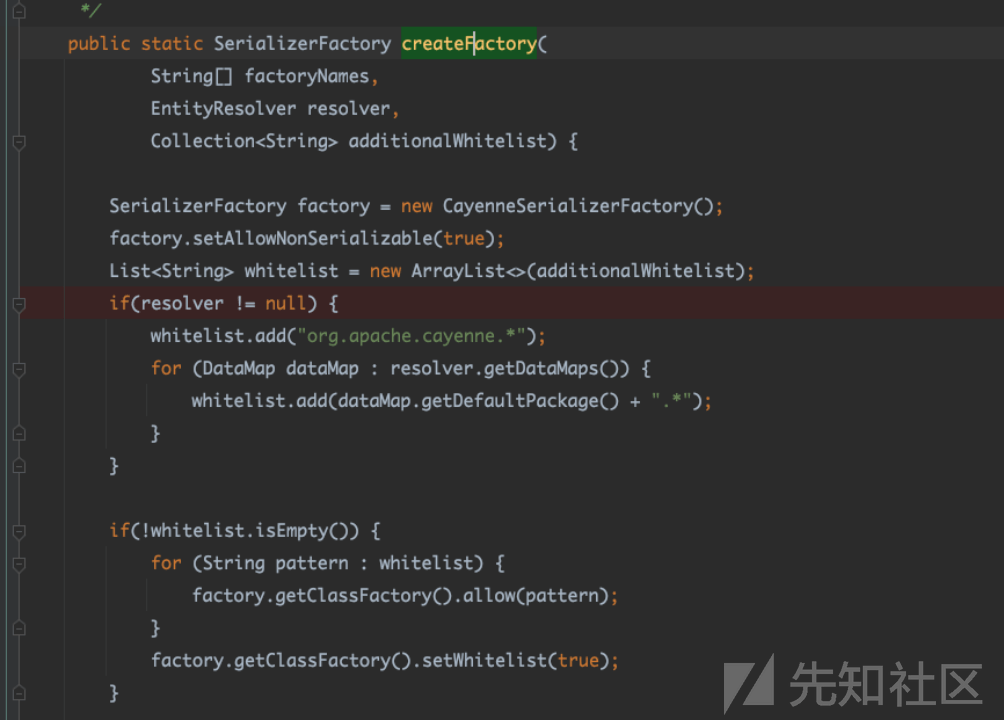 */
public static SerializerFactory createFactory(
String[] factoryNames,
EntityResolver resolver,
Collection<String> additionalWhitelist) {
SerializerFactory factory = new CayenneSerializerFactory();
factory.setAllowNonSerializable(true);
List<String> whitelist = new ArrayList<>(additionalWhitelist);
if(resolver != null) {
whitelist.add("org.apache.cayenne.*");
for (DataMap dataMap : resolver.getDataMaps()) {
whitelist.add(dataMap.getDefaultPackage() + ".*");
}
}
if(!whitelist.isEmpty()) {
for (String pattern : whitelist) {
factory.getClassFactory().allow(pattern);
}
factory.getClassFactory().setWhitelist(true);
}
先知社区